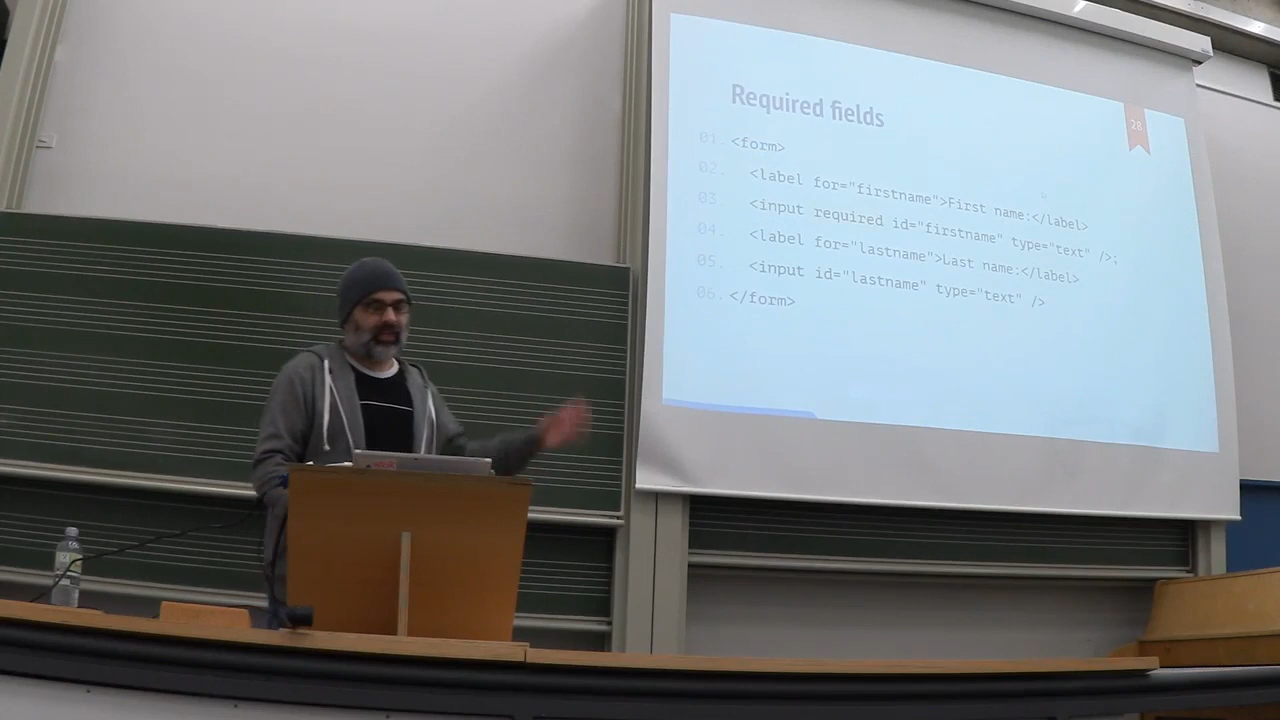 Required fields
28
01. <form>
02. <label for="firstname">First name:</label>
03. <input required id="firstname" type="text" />;
04. <label for="lastname">Last name:</label>
05. <input id="lastname" type="text" />
06. </form>